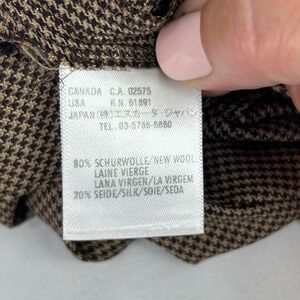 CANADA C.A. 02575
USA R.N. 81891
JAPAN (株)エスカーダ・ジャパン
TEL. 03-5786-6650
80% SCHURWOLLE/NEW WOOL
LAINE VIERGE
LANA VIRGEN/LA VIRGEM
20% SEIDE/SILK/SOIE/SEDA